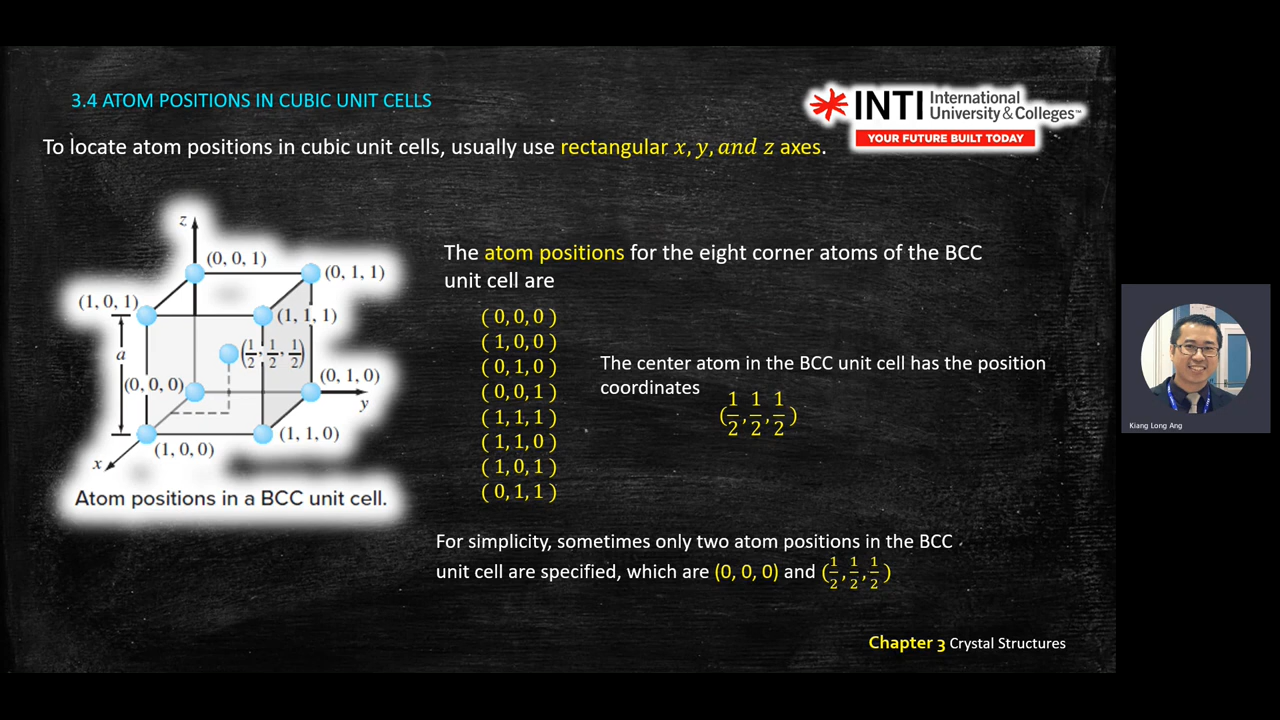 3.4 ATOM POSITIONS IN CUBIC UNIT CELLS
INTI International
University & Colleges™
YOUR FUTURE BUILT TODAY
To locate atom positions in cubic unit cells, usually use rectangular x, y, and z axes.
z
(0, 0, 1)
(0, 1, 1)
(1, 0, 1)
(1, 1, 1)
a
(1/2, 1/2, 1/2)
(0, 0, 0)
(0, 1, 0)
y
(1, 1, 0)
(1, 0, 0)
x
Atom positions in a BCC unit cell.
The atom positions for the eight corner atoms of the BCC
unit cell are
( 0, 0, 0 )
( 1, 0, 0 )
( 0, 1, 0 )
( 0, 0, 1 )
( 1, 1, 1 )
( 1, 1, 0 )
( 1, 0, 1 )
( 0, 1, 1 )
The center atom in the BCC unit cell has the position
coordinates
(1/2, 1/2, 1/2)
For simplicity, sometimes only two atom positions in the BCC
unit cell are specified, which are (0, 0, 0) and (1/2, 1/2, 1/2)
Chapter 3 Crystal Structures
Kiang Long Ang